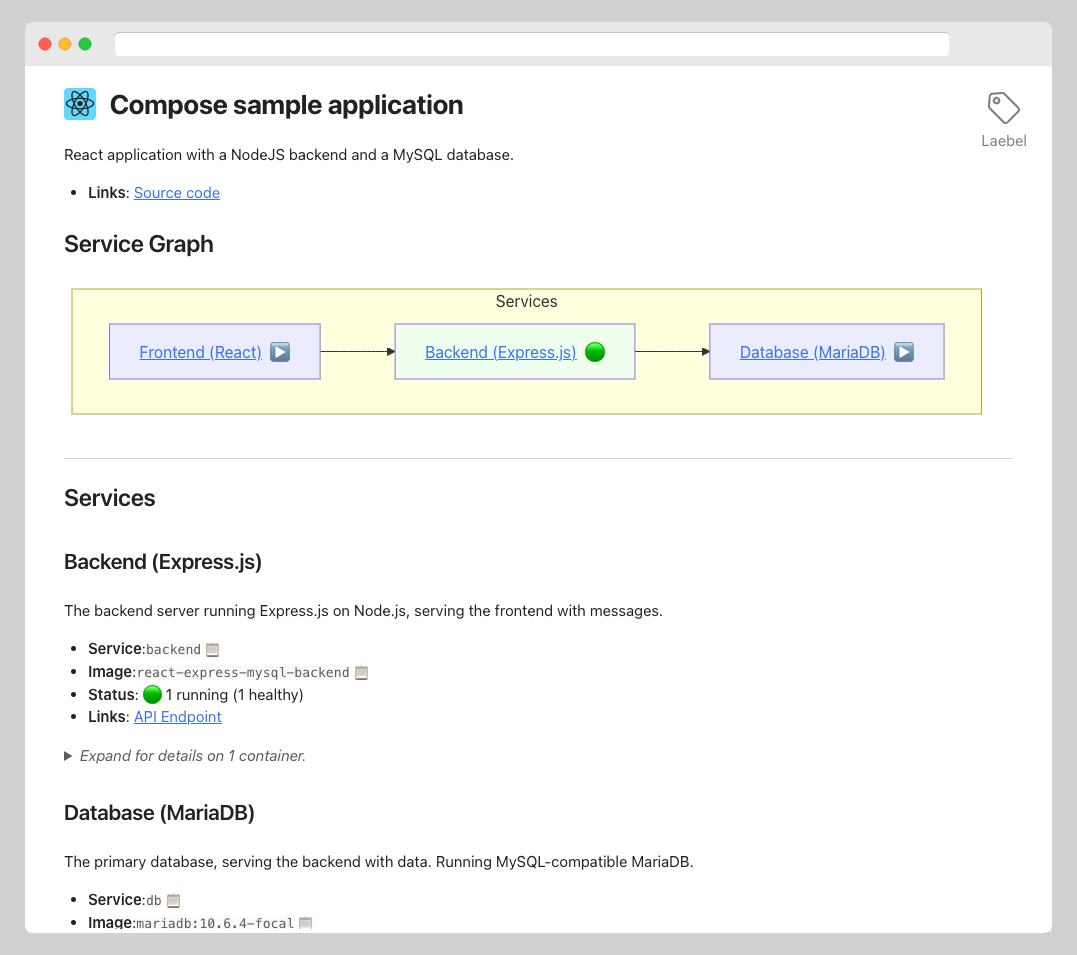 Compose sample application
Laebel
React application with a NodeJS backend and a MySQL database.
Links: Source code
Service Graph
Services
Frontend (React) Backend (Express.js) Database (MariaDB)
Services
Backend (Express.js)
The backend server running Express.js on Node.js, serving the frontend with messages.
Service:backend
Image:react-express-mysql-backend
Status: 1 running (1 healthy)
Links: API Endpoint
Expand for details on 1 container.
Database (MariaDB)
The primary database, serving the backend with data. Running MySQL-compatible MariaDB.
Service:db
Image:mariadb:10.6.4-focal